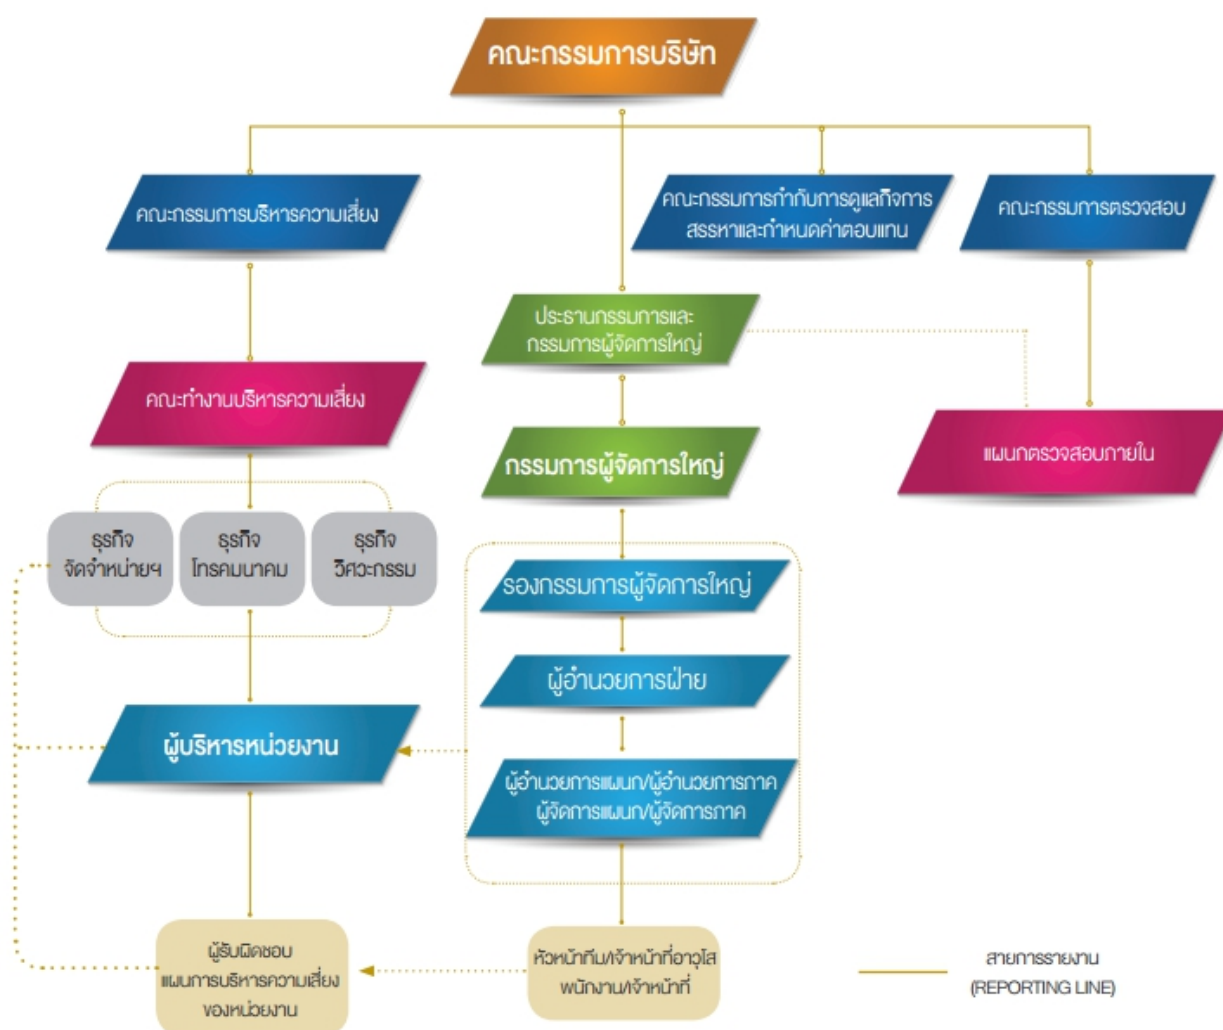 คณะกรรมการบริษัท
คณะกรรมการบริหารความเสี่ยง
คณะกรรมการกำกับการดูแลกิจการ
สรรหาและกำหนดค่าตอบแทน
คณะกรรมการตรวจสอบ
ประธานกรรมการและ
กรรมการผู้จัดการใหญ่
คณะทำงานบริหารความเสี่ยง
กรรมการผู้จัดการใหญ่
แผนกตรวจสอบภายใน
ธุรกิจ
จัดจำหน่ายฯ
ธุรกิจ
โทรคมนาคม
ธุรกิจ
วิศวะกรรม
รองกรรมการผู้จัดการใหญ่
ผู้อำนวยการฝ่าย
ผู้บริหารหน่วยงาน
ผู้อำนวยการแผนก/ผู้อำนวยการภาค
ผู้จัดการแผนก/ผู้จัดการภาค
ผู้รับผิดชอบ
แผนการบริหารความเสี่ยง
ของหน่วยงาน
หัวหน้าทีม/เจ้าหน้าที่อาวุโส
พนักงาน/เจ้าหน้าที่
สายการรายงาน
(REPORTING LINE)